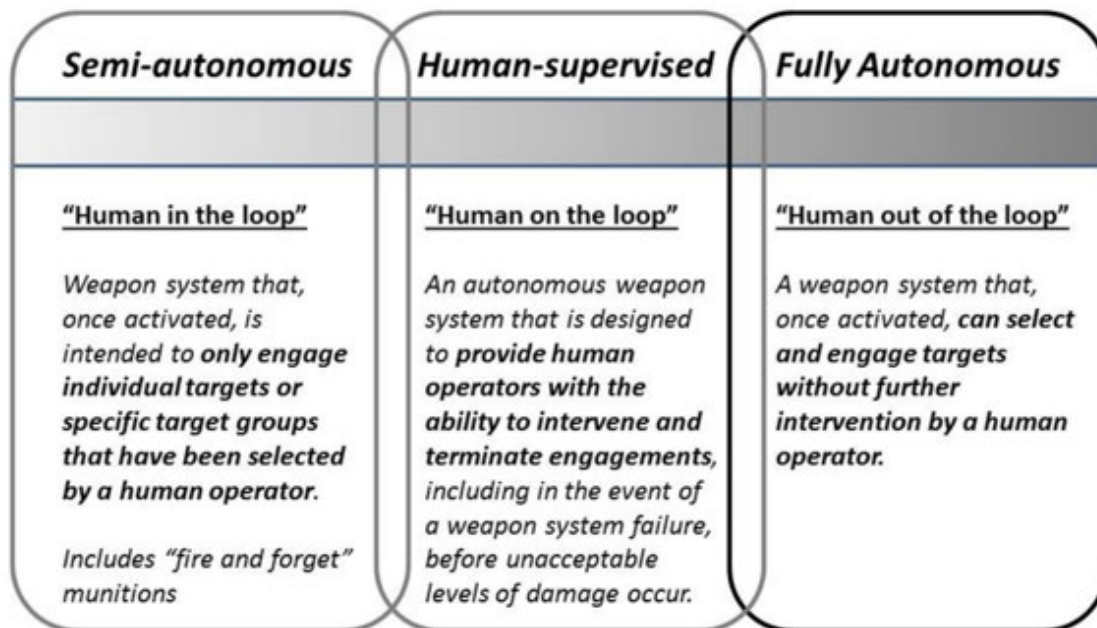 Semi-autonomous
Human-supervised
Fully Autonomous
“Human in the loop”
Weapon system that,
once activated, is
intended to only engage
individual targets or
specific target groups
that have been selected
by a human operator.
Includes “fire and forget”
munitions
“Human on the loop”
An autonomous weapon
system that is designed
to provide human
operators with the
ability to intervene and
terminate engagements,
including in the event of
a weapon system failure,
before unacceptable
levels of damage occur.
“Human out of the loop”
A weapon system that,
once activated, can select
and engage targets
without further
intervention by a human
operator.